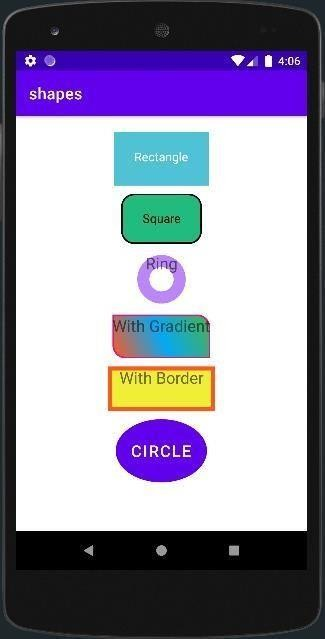 4:06
shapes
Rectangle
Square
Ring
With Gradient
With Border
CIRCLE